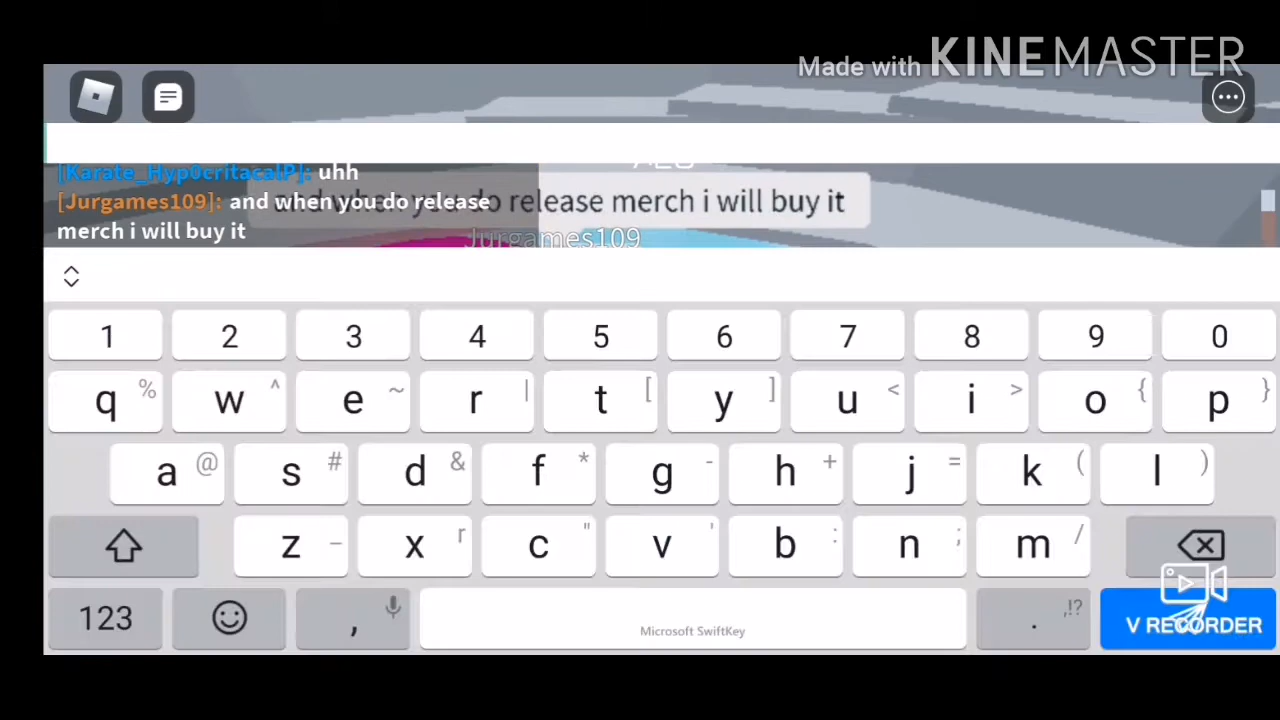 Made with KINEMASTER
[Karate_Hyp0critacalP]: uhh
[Jurgames109]: and when you do release
merch i will buy it
and when you do release merch i will buy it
Jurgames109
1 2 3 4 5 6 7 8 9 0
q % w ^ e ~ r | t [ y ] u < i > o { p }
a @ s # d & f * g - h + j = k ( l )
z _ x r c " v ' b : n ; m /
123 , Microsoft SwiftKey . ,!? V RECORDER